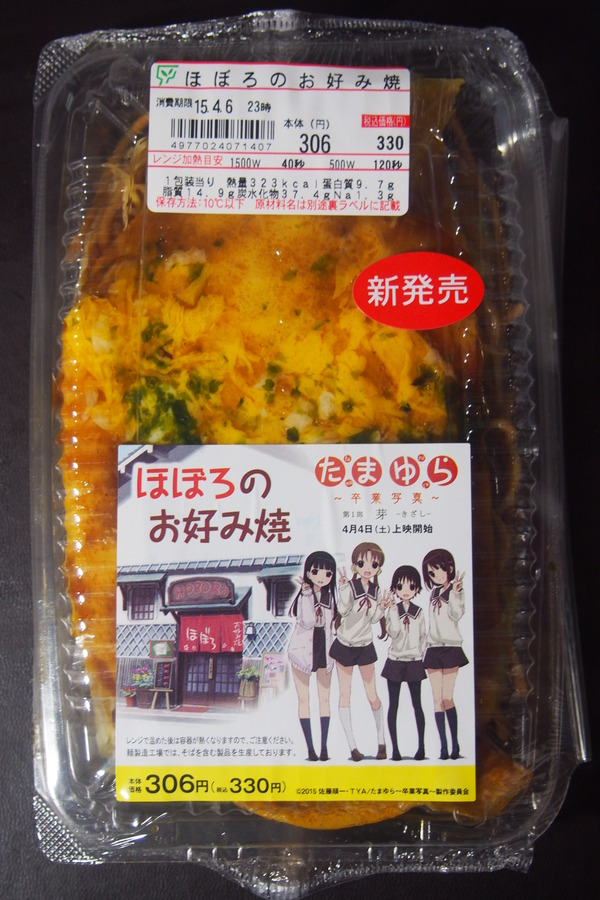 ほぼろのお好み焼
消費期限 15.4.6 23時
本体(円) 税込価格(円)
306 330
4977024071407
レンジ加熱目安 1500W 40秒 500W 120秒
1包装当り 熱量323kcal蛋白質9.7g
脂質14.9g炭水化物37.4gNa1.3g
保存方法:10℃以下 原材料名は別途裏ラベルに記載
新発売
ほぼろの
お好み焼
たまゆら
~卒業写真~
第1部 芽 -きざし-
4月4日(土)上映開始
ほぼろ
レンジで温めた後は容器が熱くなりますので、ご注意ください。
麺製造工場では、そばを含む製品を生産しております。
本体価格 306円(税込330円)
©2015 佐藤順一・TYA/たまゆら~卒業写真~製作委員会